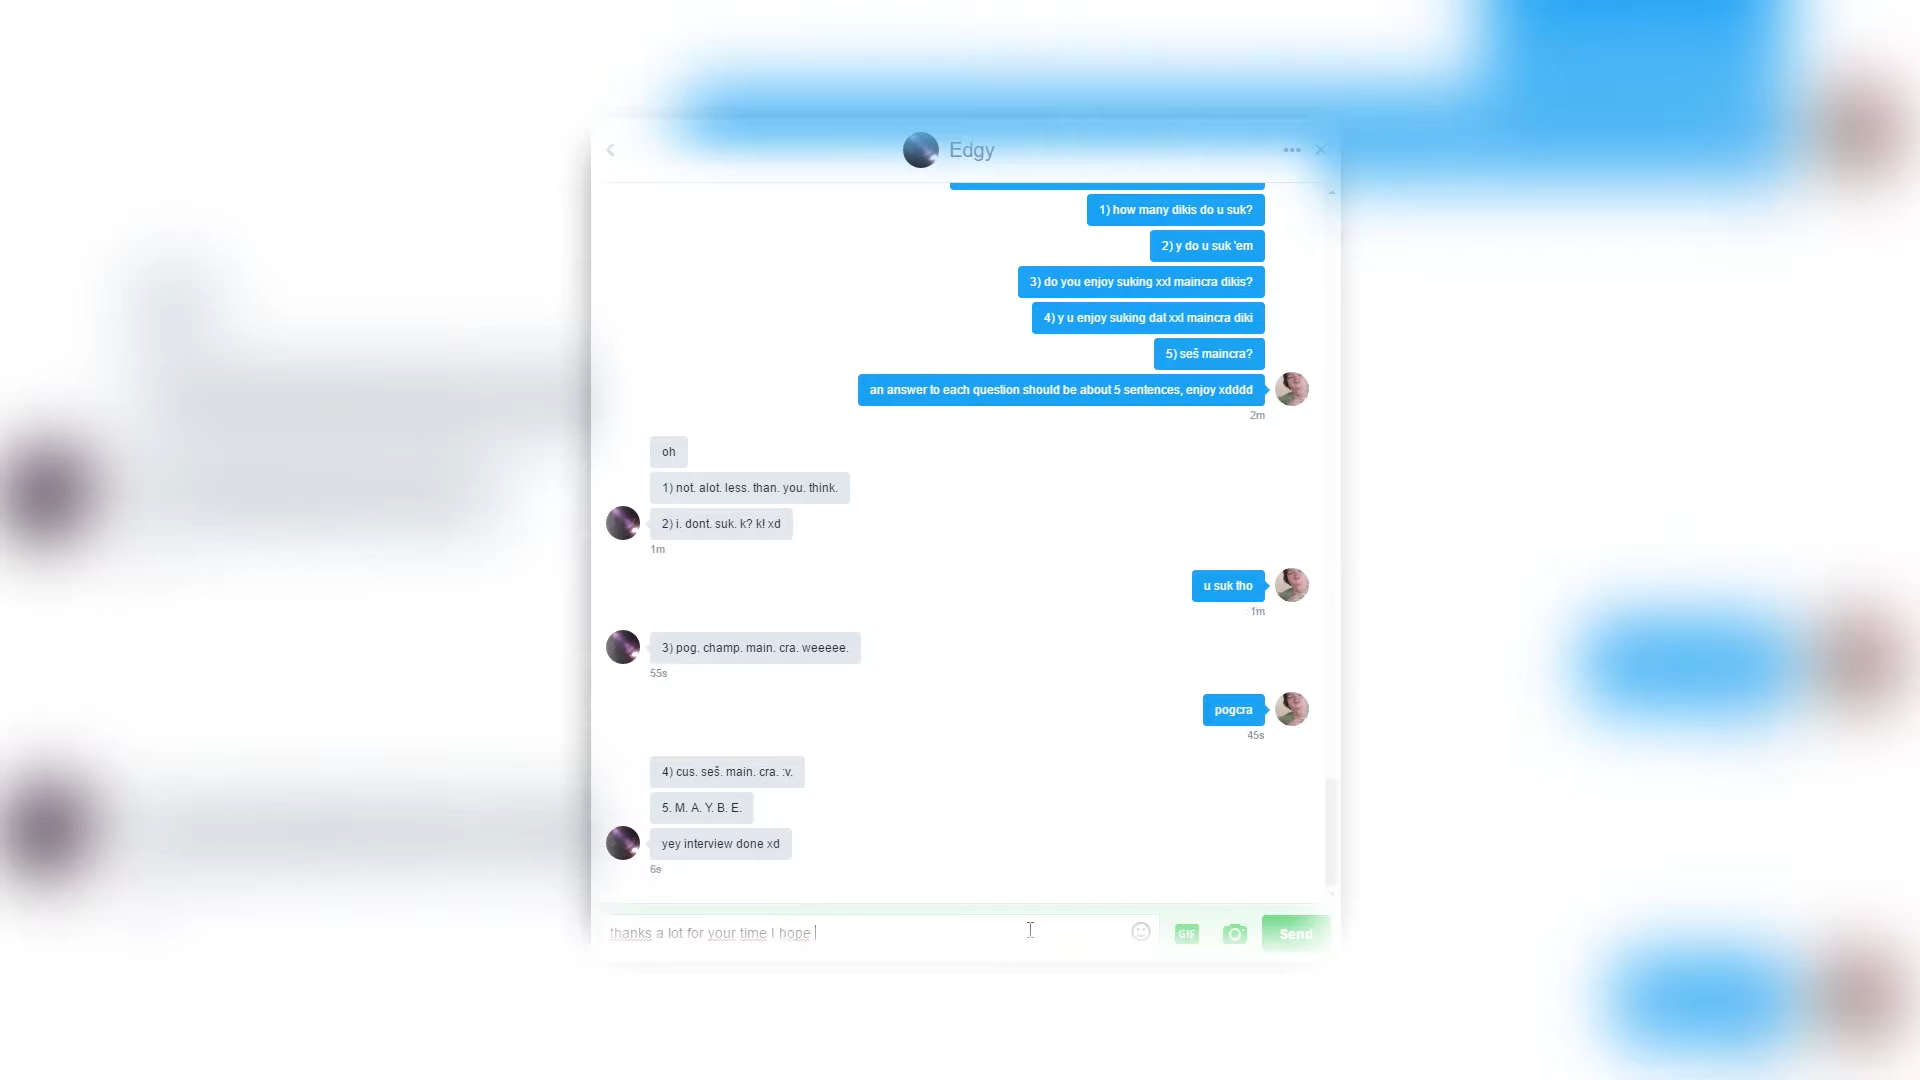 Edgy
1) how many dikis do u suk?
2) y do u suk 'em
3) do you enjoy suking xxl maincra dikis?
4) y u enjoy suking dat xxl maincra diki
5) seš maincra?
an answer to each question should be about 5 sentences, enjoy xdddd
2m
oh
1) not. alot. less. than. you. think.
2) i. dont. suk. k? k! xd
1m
u suk tho
1m
3) pog. champ. main. cra. weeeee.
55s
pogcra
45s
4) cus. seš. main. cra. :v.
5. M. A. Y. B. E.
yey interview done xd
6s
thanks a lot for your time I hope
GIF
Send